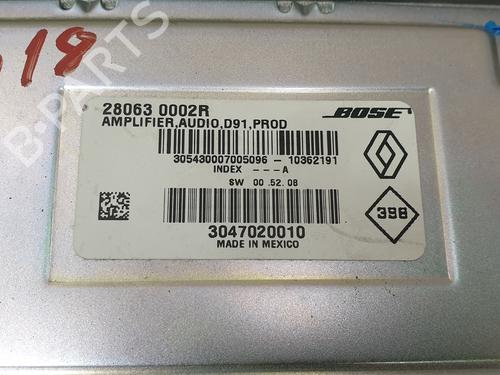 818
B-PARTS
28063 0002R
BOSE
AMPLIFIER,AUDIO,D91,PROD
305430007005096 - 10362191
INDEX ---A
SW 00.52.08
398
3047020010
MADE IN MEXICO